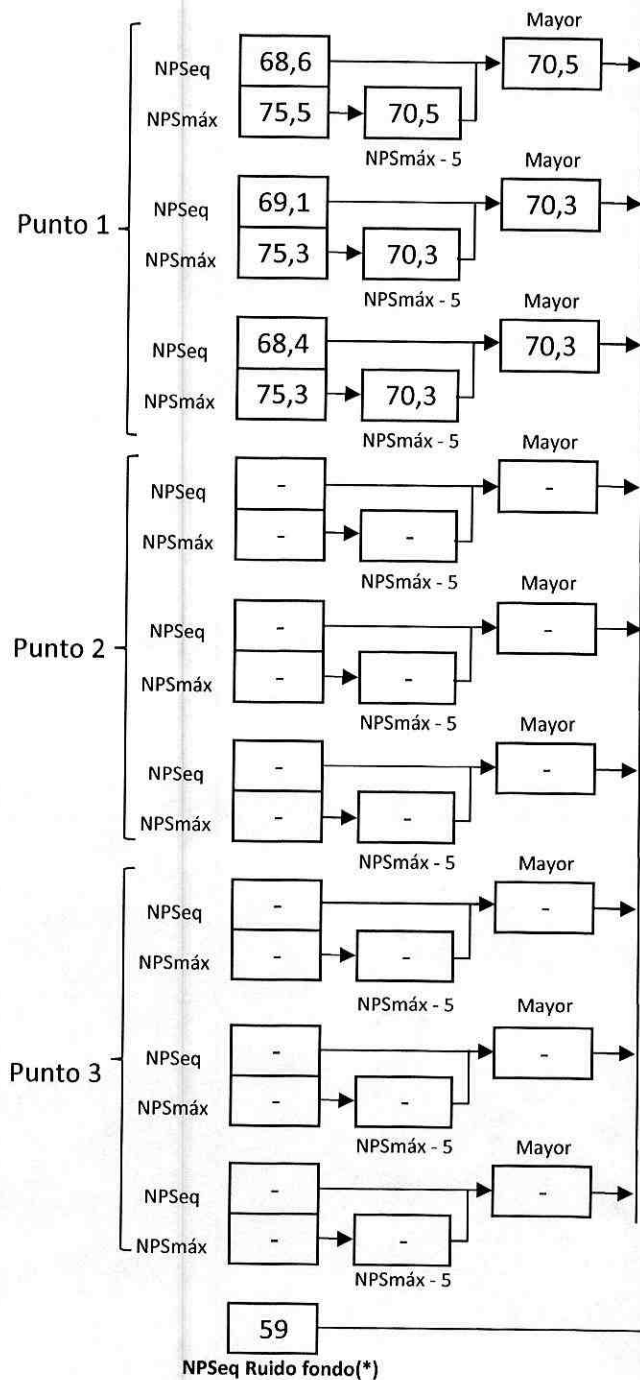 Mayor
NPSeq 68,6 70,5
NPSmáx 75,5 70,5
NPSmáx - 5
Mayor
NPSeq 69,1 70,3
Punto 1
NPSmáx 75,3 70,3
NPSmáx - 5
Mayor
NPSeq 68,4 70,3
NPSmáx 75,3 70,3
NPSmáx - 5
Mayor
NPSeq - -
NPSmáx - -
NPSmáx - 5
Mayor
NPSeq - -
Punto 2
NPSmáx - -
NPSmáx - 5
Mayor
NPSeq - -
NPSmáx - -
NPSmáx - 5
Mayor
NPSeq - -
NPSmáx - -
NPSmáx - 5
Mayor
NPSeq - -
Punto 3
NPSmáx - -
NPSmáx - 5
Mayor
NPSeq - -
NPSmáx - -
NPSmáx - 5
59
NPSeq Ruido fondo(*)